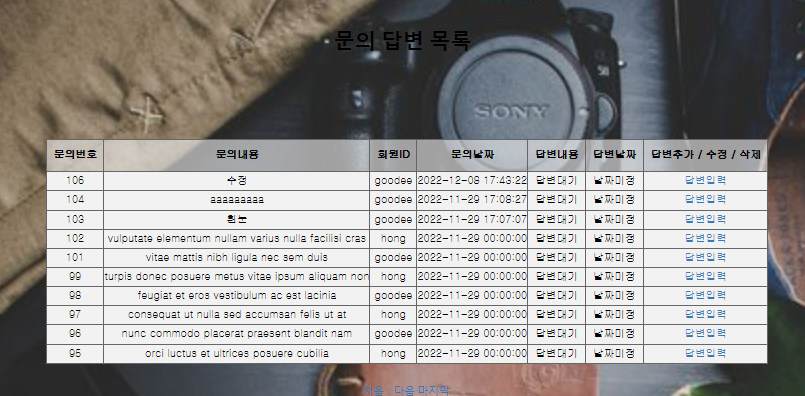 문의 답변 목록
SONY
문의번호 문의내용 회원ID 문의날짜 답변내용 답변날짜 답변추가 / 수정 / 삭제
106 수정 goodee 2022-12-08 17:43:22 답변대기 날짜미정 답변입력
104 aaaaaaaaa goodee 2022-11-29 17:08:27 답변대기 날짜미정 답변입력
103 흰눈 goodee 2022-11-29 17:07:07 답변대기 날짜미정 답변입력
102 vulputate elementum nullam varius nulla facilisi cras hong 2022-11-29 00:00:00 답변대기 날짜미정 답변입력
101 vitae mattis nibh ligula nec sem duis goodee 2022-11-29 00:00:00 답변대기 날짜미정 답변입력
99 turpis donec posuere metus vitae ipsum aliquam non hong 2022-11-29 00:00:00 답변대기 날짜미정 답변입력
98 feugiat et eros vestibulum ac est lacinia goodee 2022-11-29 00:00:00 답변대기 날짜미정 답변입력
97 consequat ut nulla sed accumsan felis ut at hong 2022-11-29 00:00:00 답변대기 날짜미정 답변입력
96 nunc commodo placerat praesent blandit nam goodee 2022-11-29 00:00:00 답변대기 날짜미정 답변입력
95 orci luctus et ultrices posuere cubilia hong 2022-11-29 00:00:00 답변대기 날짜미정 답변입력
처음 . 다음 마지막